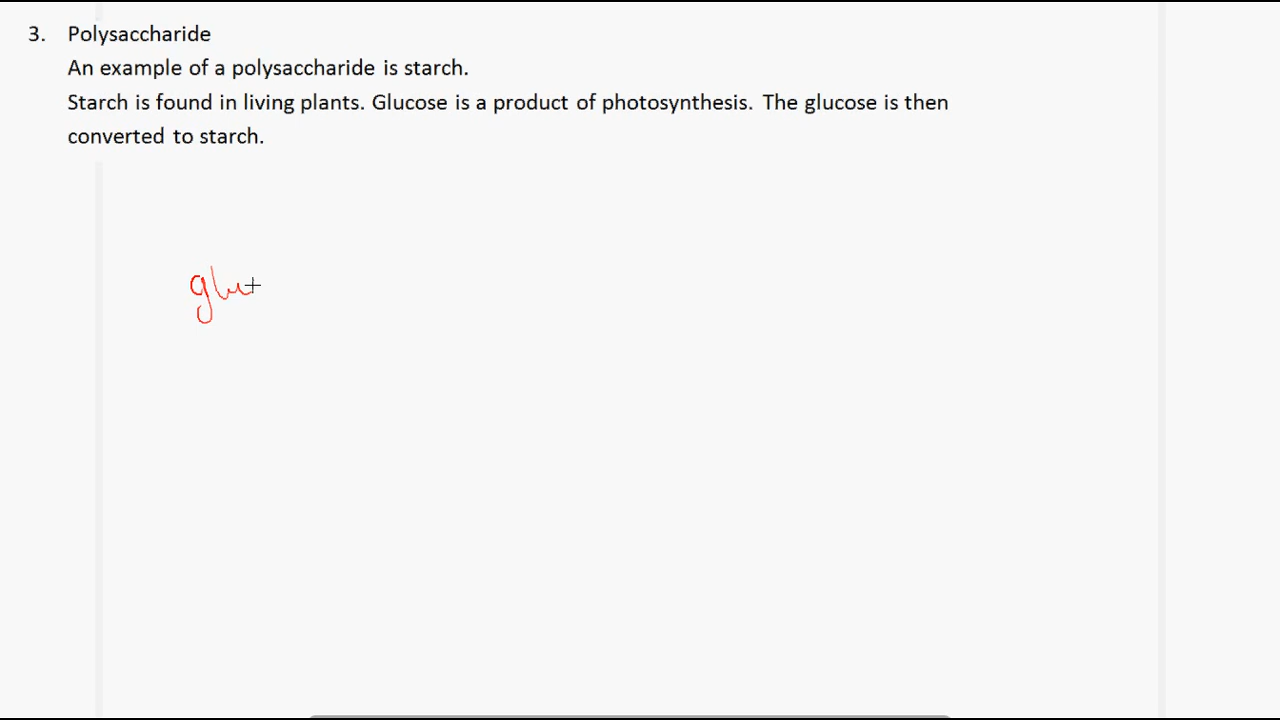 3. Polysaccharide
An example of a polysaccharide is starch.
Starch is found in living plants. Glucose is a product of photosynthesis. The glucose is then
converted to starch.
glu